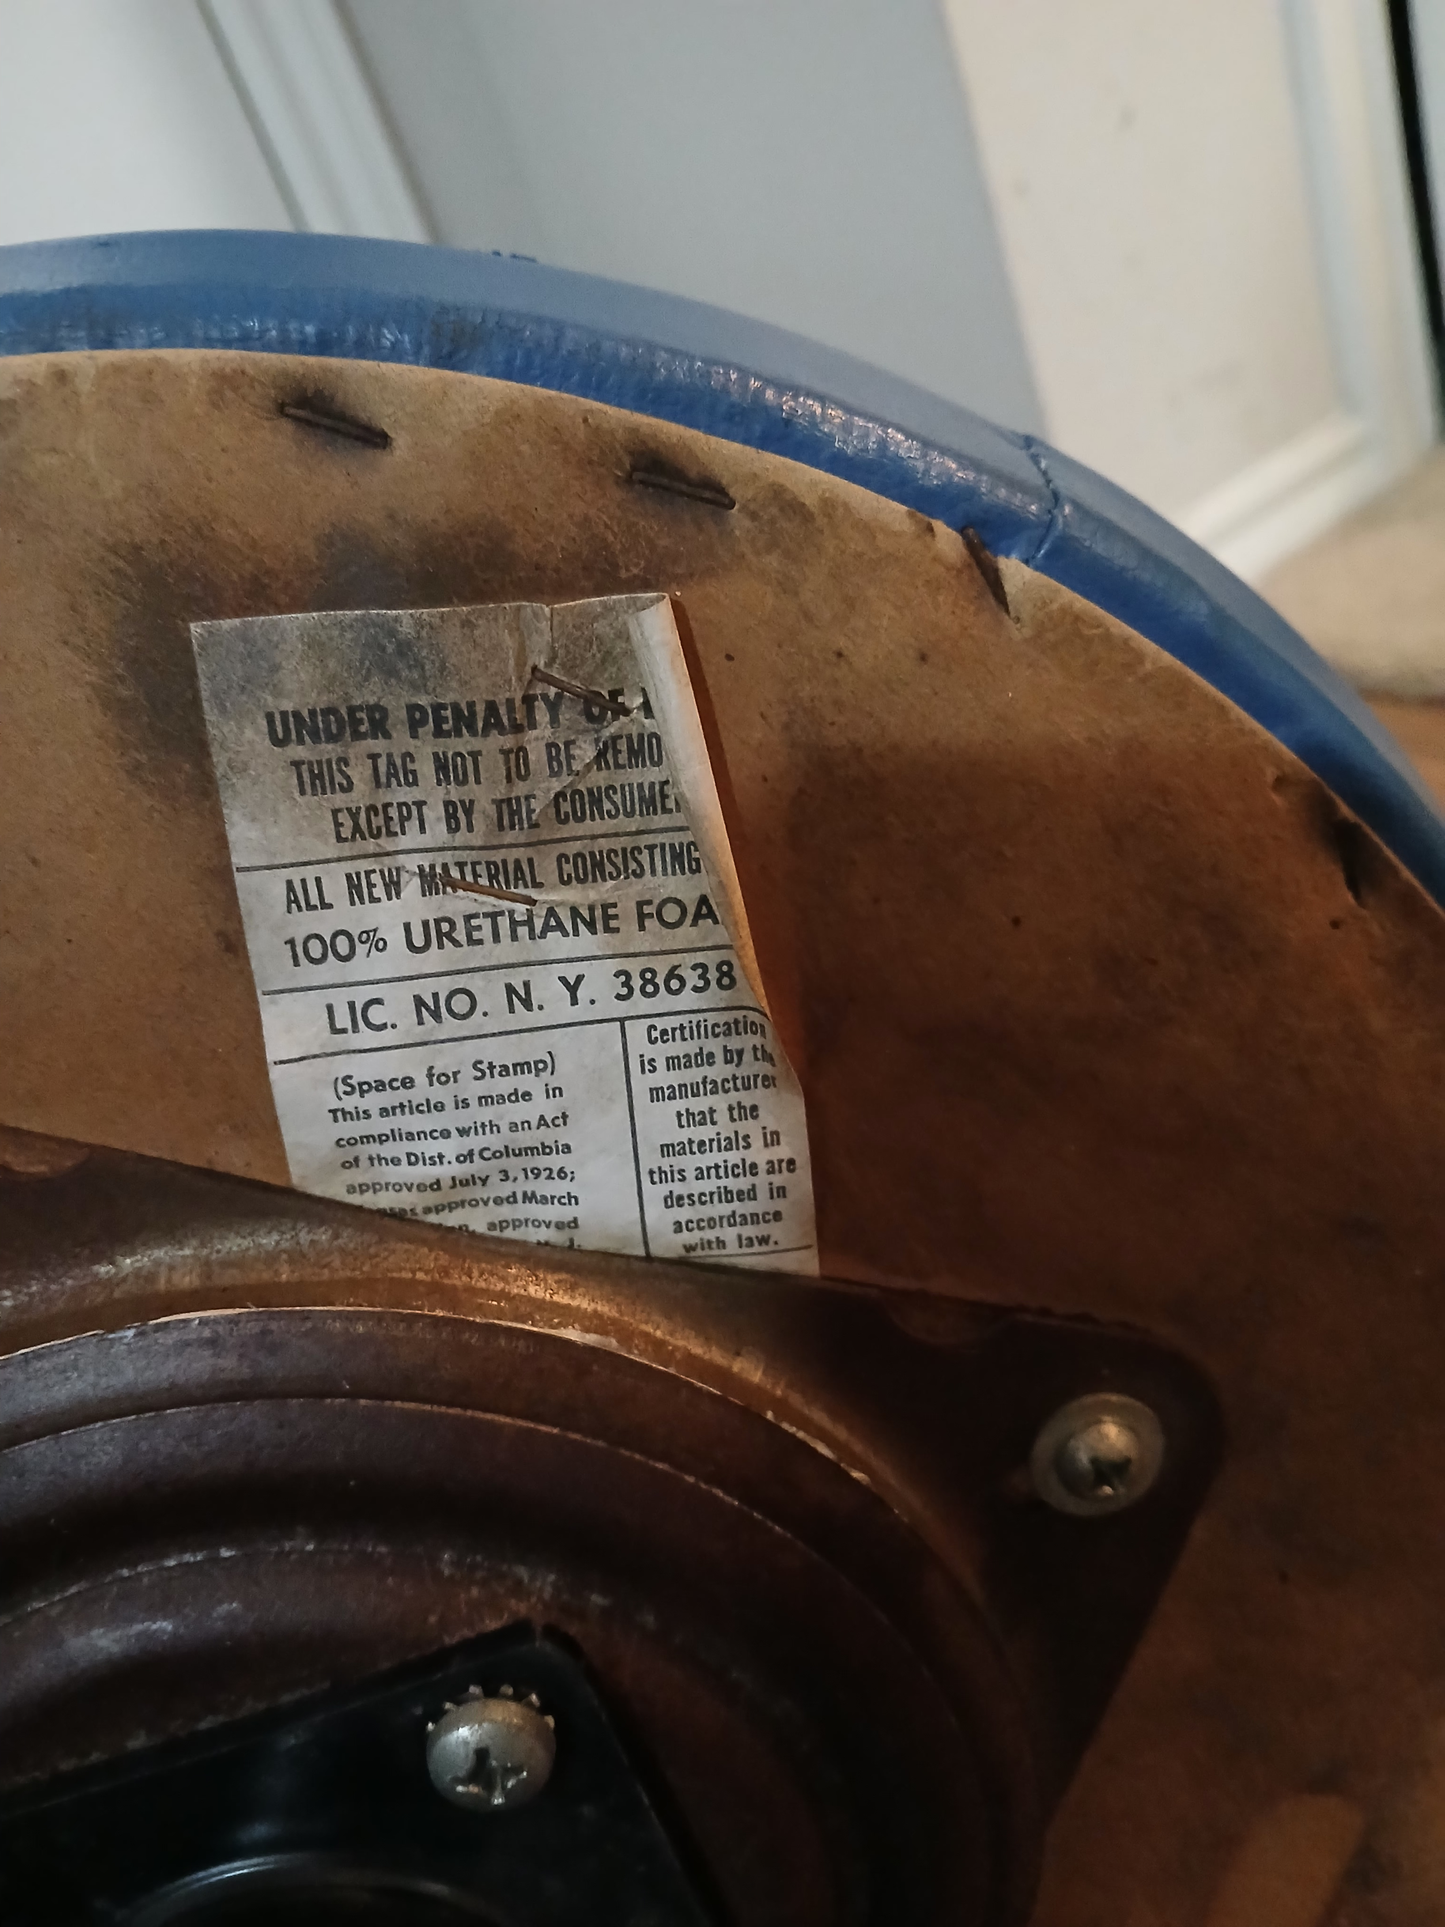 UNDER PENALTY OF
THIS TAG NOT TO BE REMO
EXCEPT BY THE CONSUME
ALL NEW MATERIAL CONSISTING
100% URETHANE FOA
LIC. NO. N. Y. 38638
(Space for Stamp)
This article is made in
compliance with an Act
of the Dist. of Columbia
approved July 3, 1926;
approved March
approved
Certification
is made by the
manufacturer
that the
materials in
this article are
described in
accordance
with law.